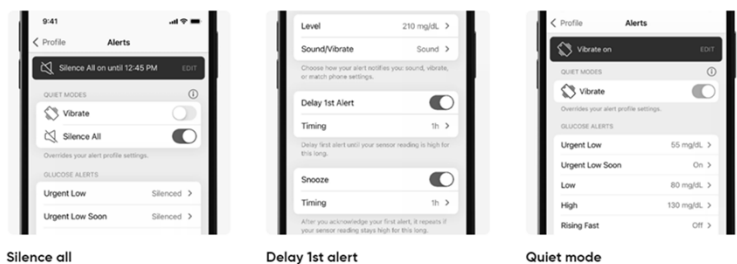 9:41
Profile
Alerts
Silence All on until 12:45 PM EDIT
QUIET MODES
Vibrate
Silence All
Overrides your alert profile settings.
GLUCOSE ALERTS
Urgent Low Silenced
Urgent Low Soon Silenced
Silence all
Level 210 mg/dL
Sound/Vibrate Sound
Choose how your alert notifies you: sound, vibrate,
or match phone settings.
Delay 1st Alert
Timing 1h
Delay first alert until your sensor reading is high for
this long.
Snooze
Timing 1h
After you acknowledge your first alert, it repeats if
your sensor reading stays high for this long.
Delay 1st alert
Profile
Alerts
Vibrate on EDIT
QUIET MODES
Vibrate
Overrides your alert profile settings.
GLUCOSE ALERTS
Urgent Low 55 mg/dL
Urgent Low Soon On
Low 80 mg/dL
High 130 mg/dL
Rising Fast Off
Quiet mode